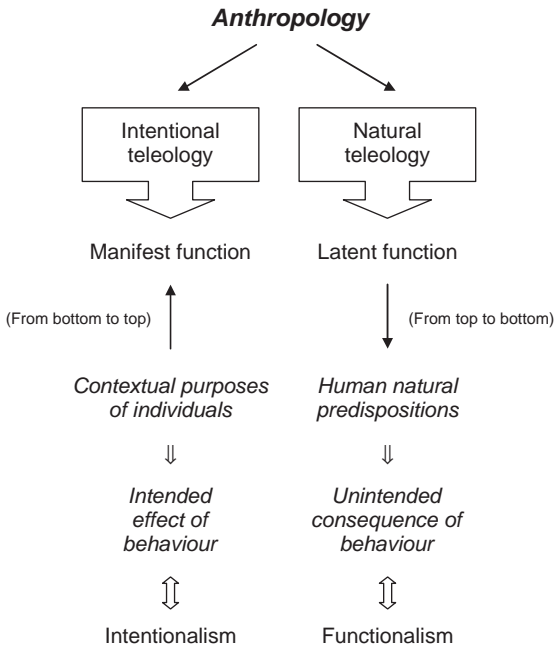 Anthropology
Intentional
teleology
Natural
teleology
Manifest function
Latent function
(From bottom to top)
(From top to bottom)
Contextual purposes
of individuals
Human natural
predispositions
⇓
⇓
Intended
effect of
behaviour
Unintended
consequence of
behaviour
⇕
⇕
Intentionalism
Functionalism